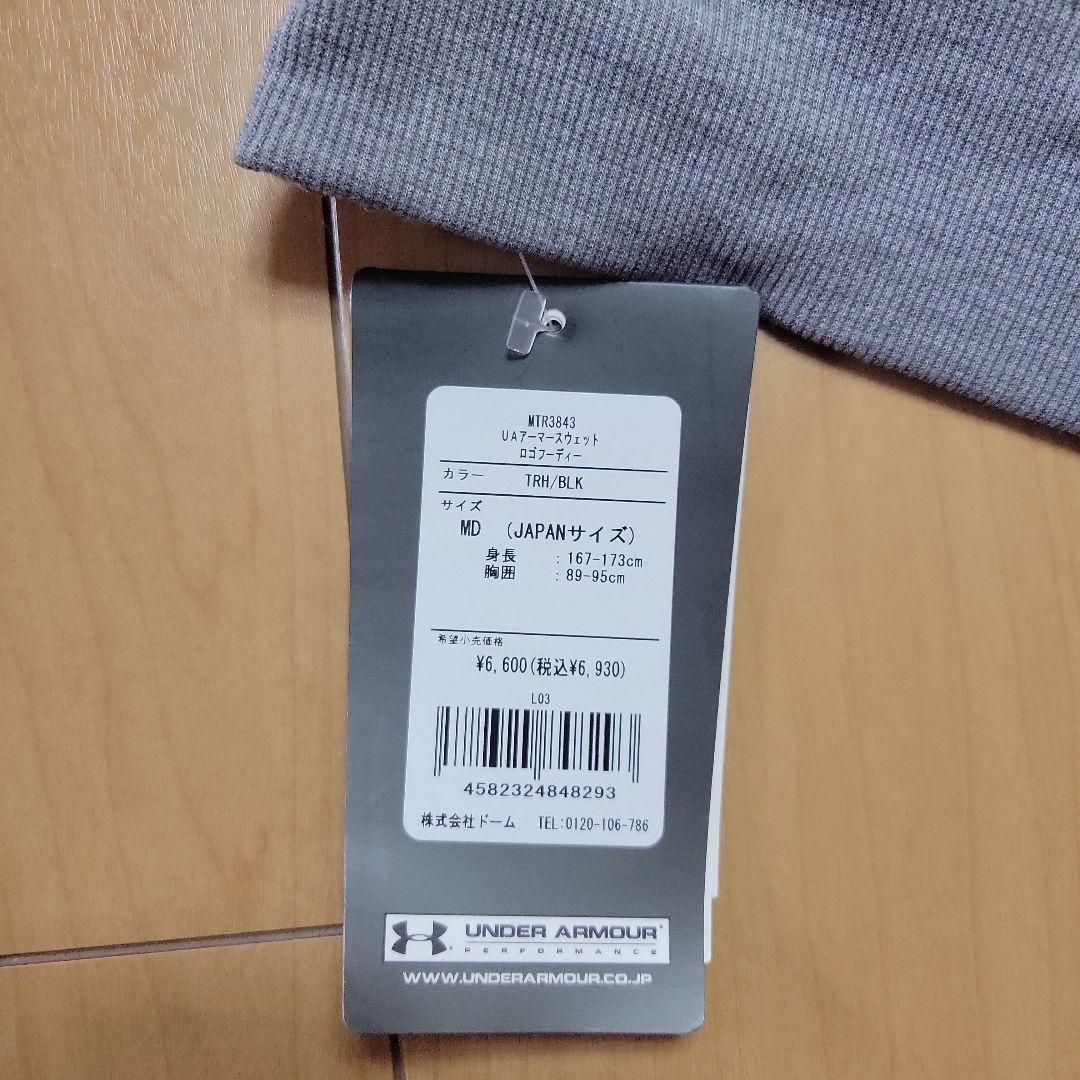 MTR3843
UAアーマースウェット
ロゴフーディー
カラー TRH/BLK
サイズ
MD (JAPANサイズ)
身長 : 167-173cm
胸囲 : 89-95cm
希望小売価格
¥6,600(税込¥6,930)
L03
4582324848293
株式会社ドーム TEL:0120-106-786
UNDER ARMOUR®
PERFORMANCE
WWW.UNDERARMOUR.CO.JP